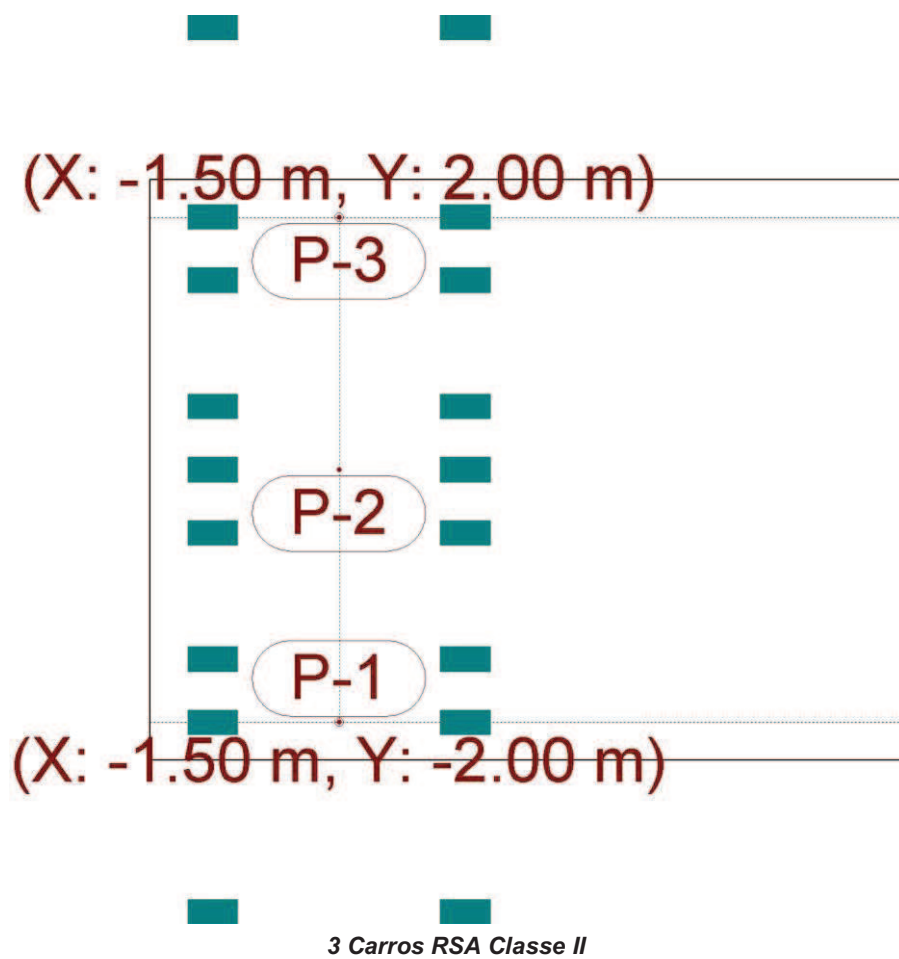 (X: -1.50 m, Y: 2.00 m)
P-3
P-2
P-1
(X: -1.50 m, Y: -2.00 m)
3 Carros RSA Classe II